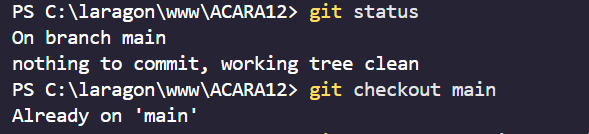 PS C:\laragon\www\ACARA12> git status
On branch main
nothing to commit, working tree clean
PS C:\laragon\www\ACARA12> git checkout main
Already on 'main'